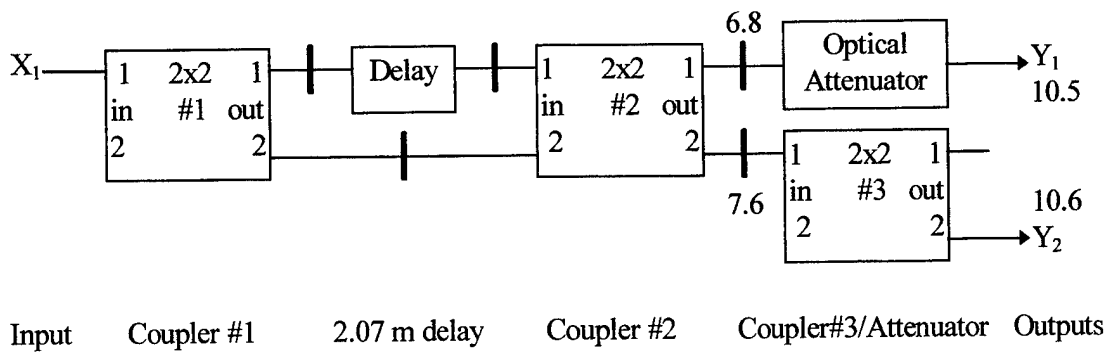 6.8
X1
1 2x2 1
in #1 out
2 2
Delay
1 2x2 1
in #2 out
2 2
Optical
Attenuator
Y1
10.5
7.6
1 2x2 1
in #3 out
2 2
10.6
Y2
Input Coupler #1 2.07 m delay Coupler #2 Coupler#3/Attenuator Outputs